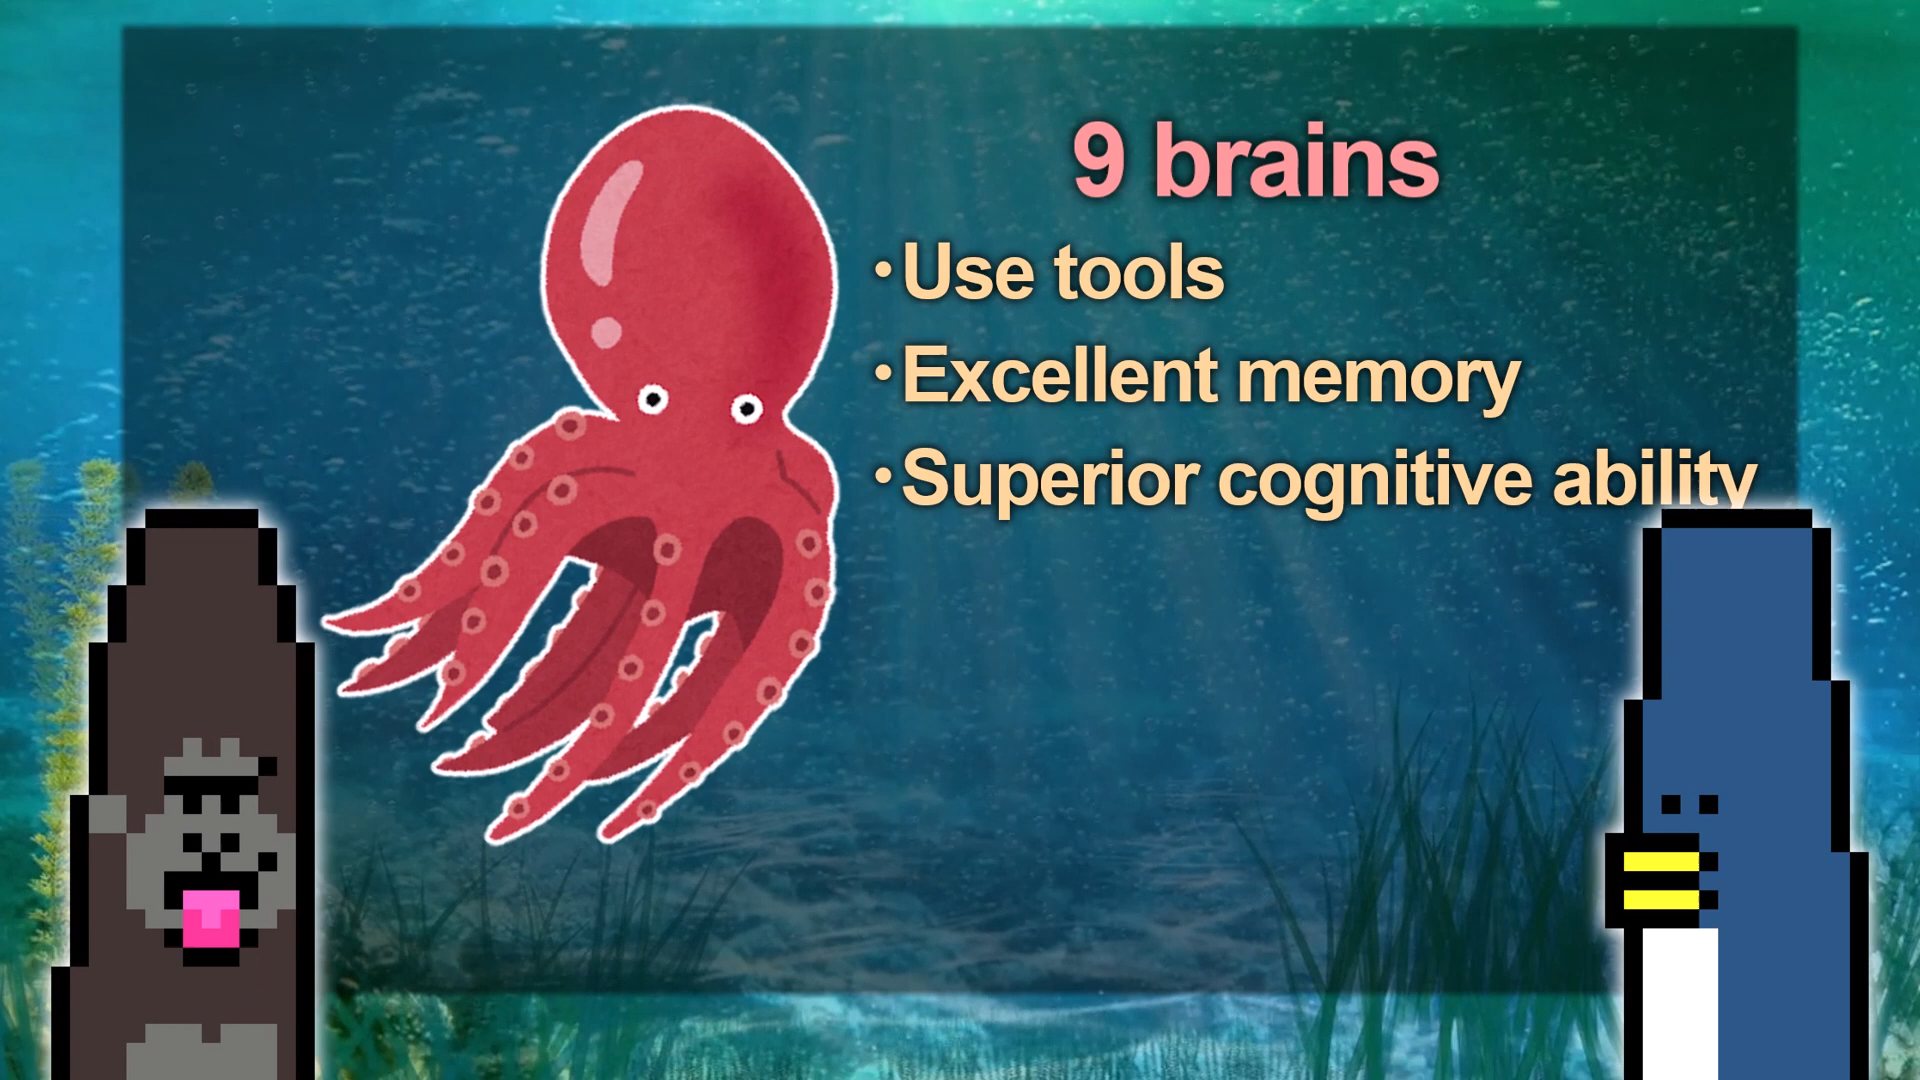 9 brains
・Use tools
・Excellent memory
・Superior cognitive ability